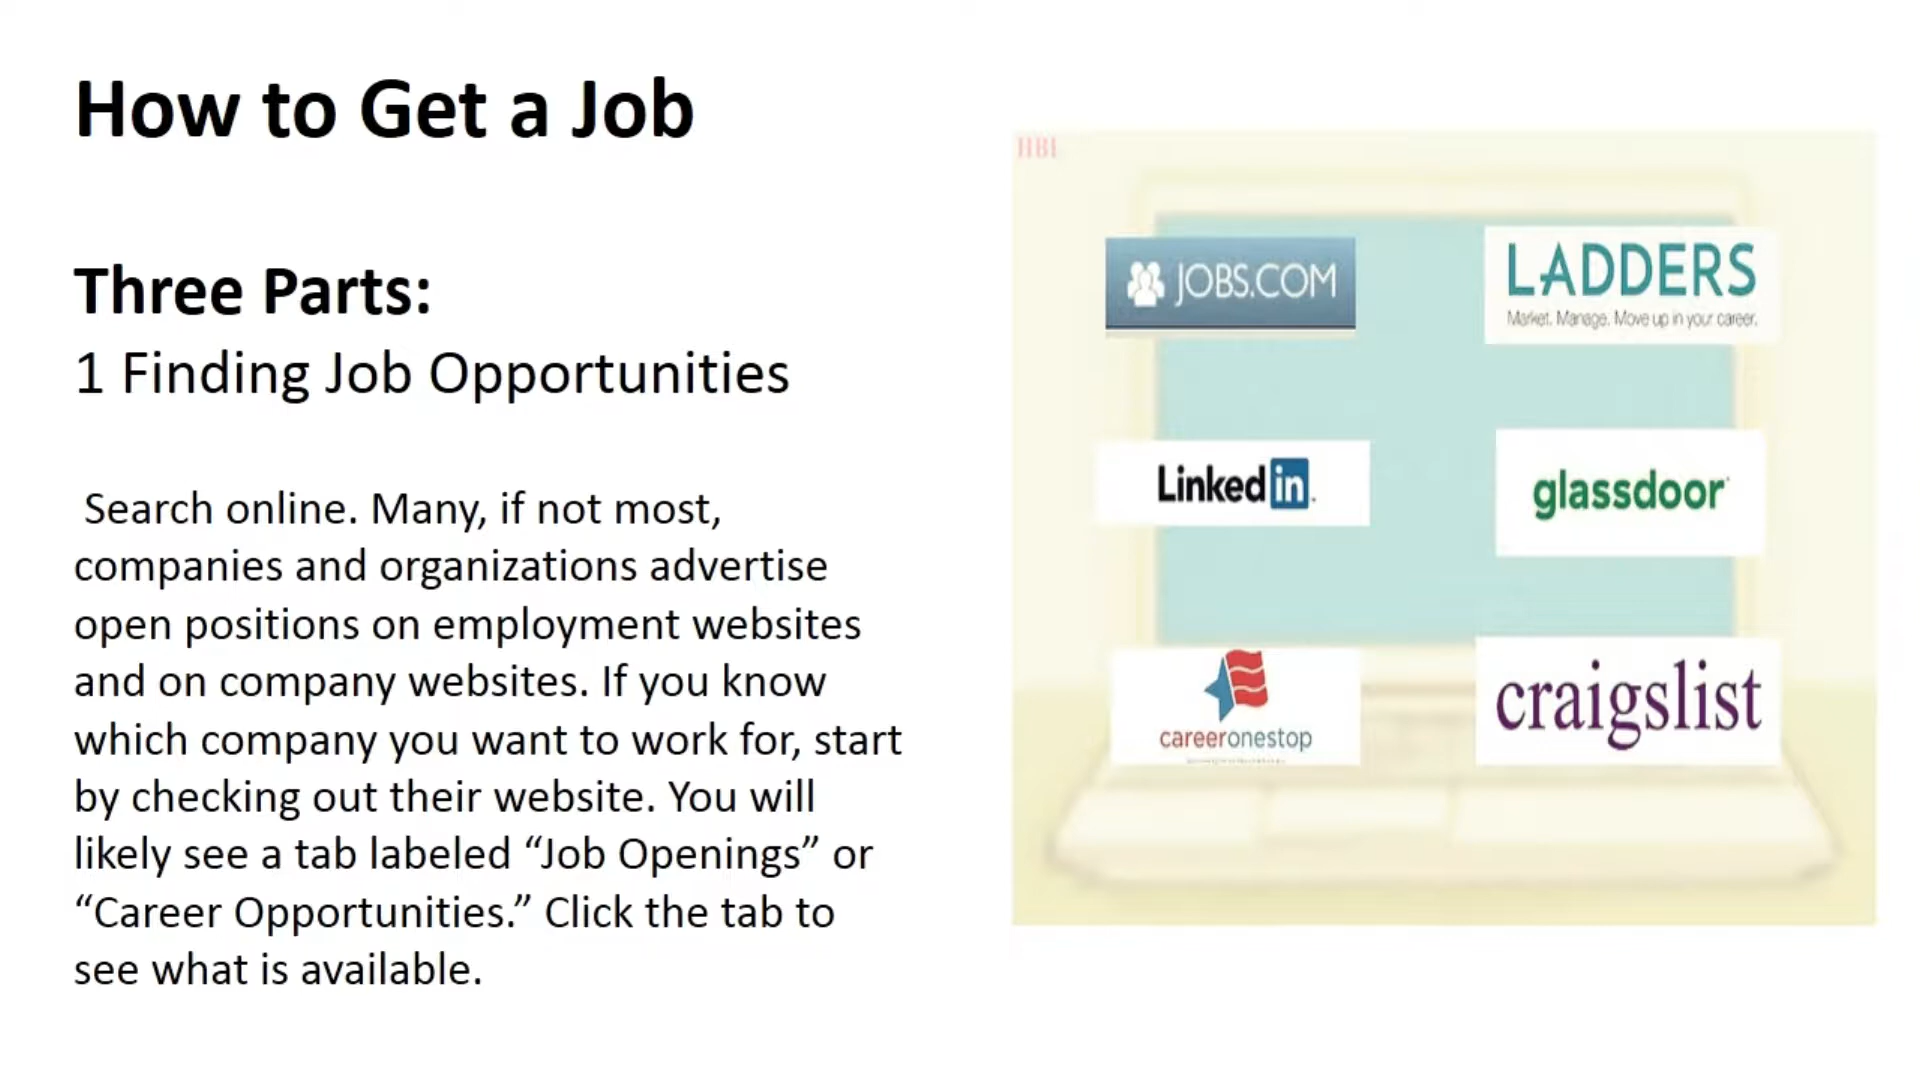 How to Get a Job
Three Parts:
1 Finding Job Opportunities
Search online. Many, if not most,
companies and organizations advertise
open positions on employment websites
and on company websites. If you know
which company you want to work for, start
by checking out their website. You will
likely see a tab labeled “Job Openings” or
“Career Opportunities.” Click the tab to
see what is available.
JOBS.COM
LADDERS
Market. Manage. Move up in your career.
Linked in
glassdoor
careeronestop
craigslist